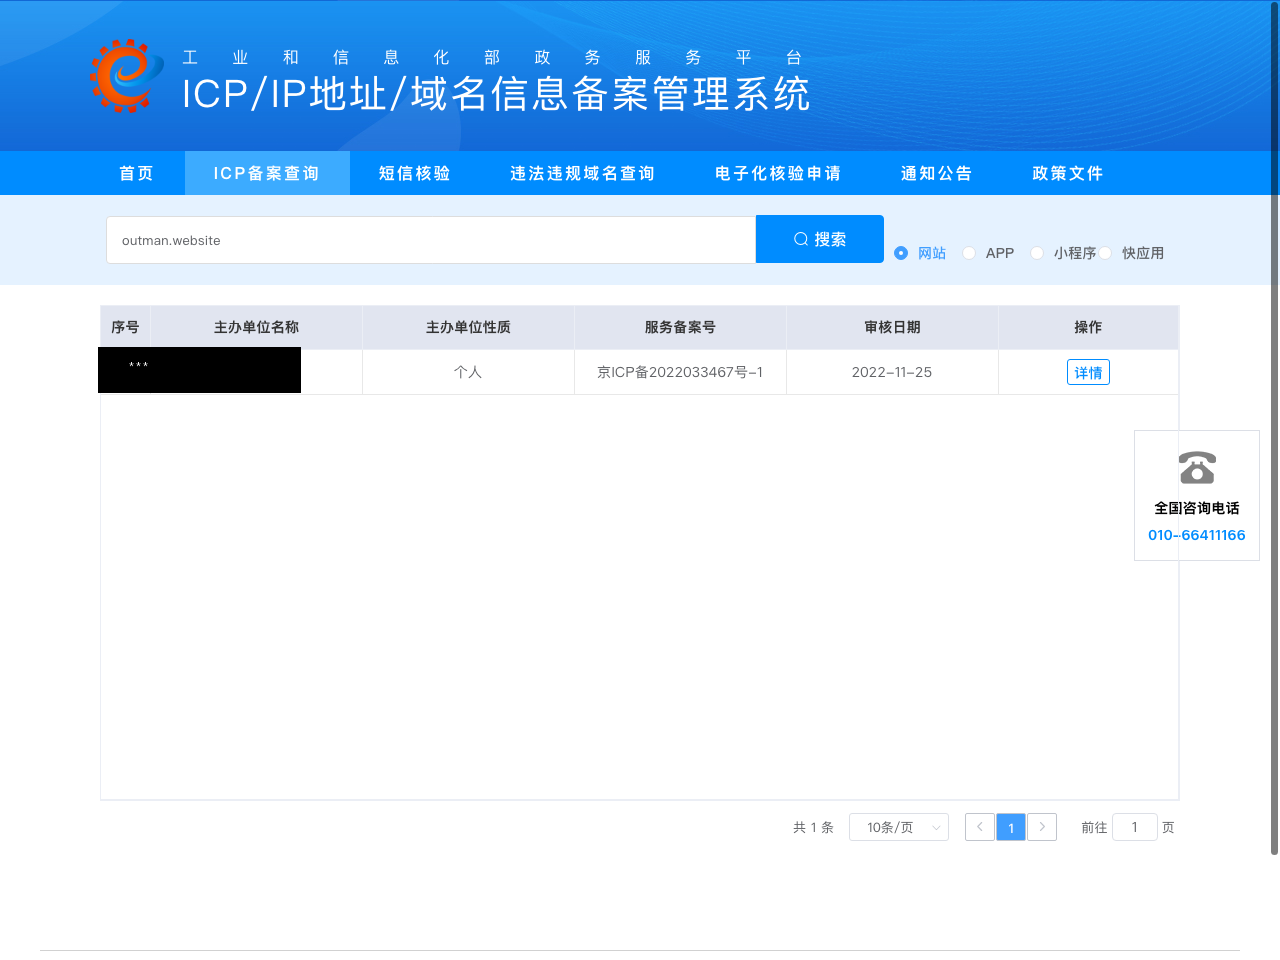 工业和信息化部政务服务平台
ICP/IP地址/域名信息备案管理系统
首页 ICP备案查询 短信核验 违法违规域名查询 电子化核验申请 通知公告 政策文件
outman.website 搜索 网站 APP 小程序 快应用
序号 主办单位名称 主办单位性质 服务备案号 审核日期 操作
*** 个人 京ICP备2022033467号-1 2022-11-25 详情
全国咨询电话
010-66411166
共 1 条 10条/页 1 前往 1 页